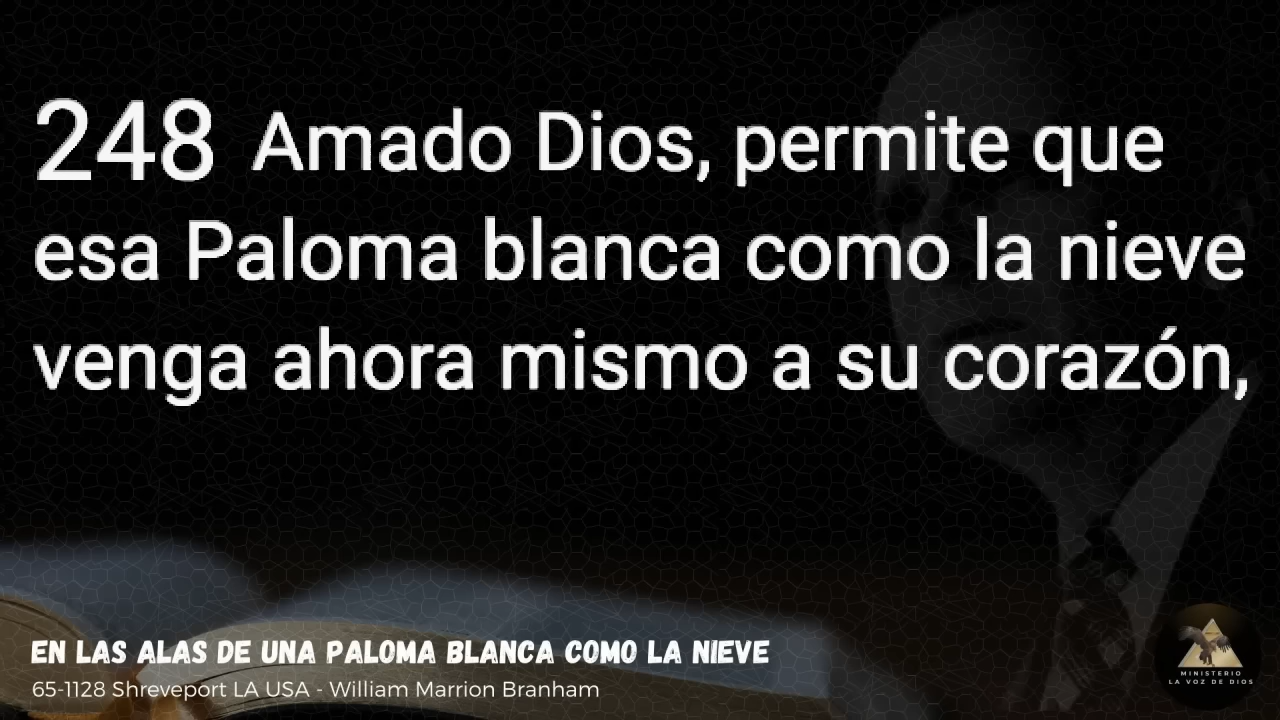 248 Amado Dios, permite que
esa Paloma blanca como la nieve
venga ahora mismo a su corazón,
EN LAS ALAS DE UNA PALOMA BLANCA COMO LA NIEVE
65-1128 Shreveport LA USA - William Marrion Branham
MINISTERIO
LA VOZ DE DIOS